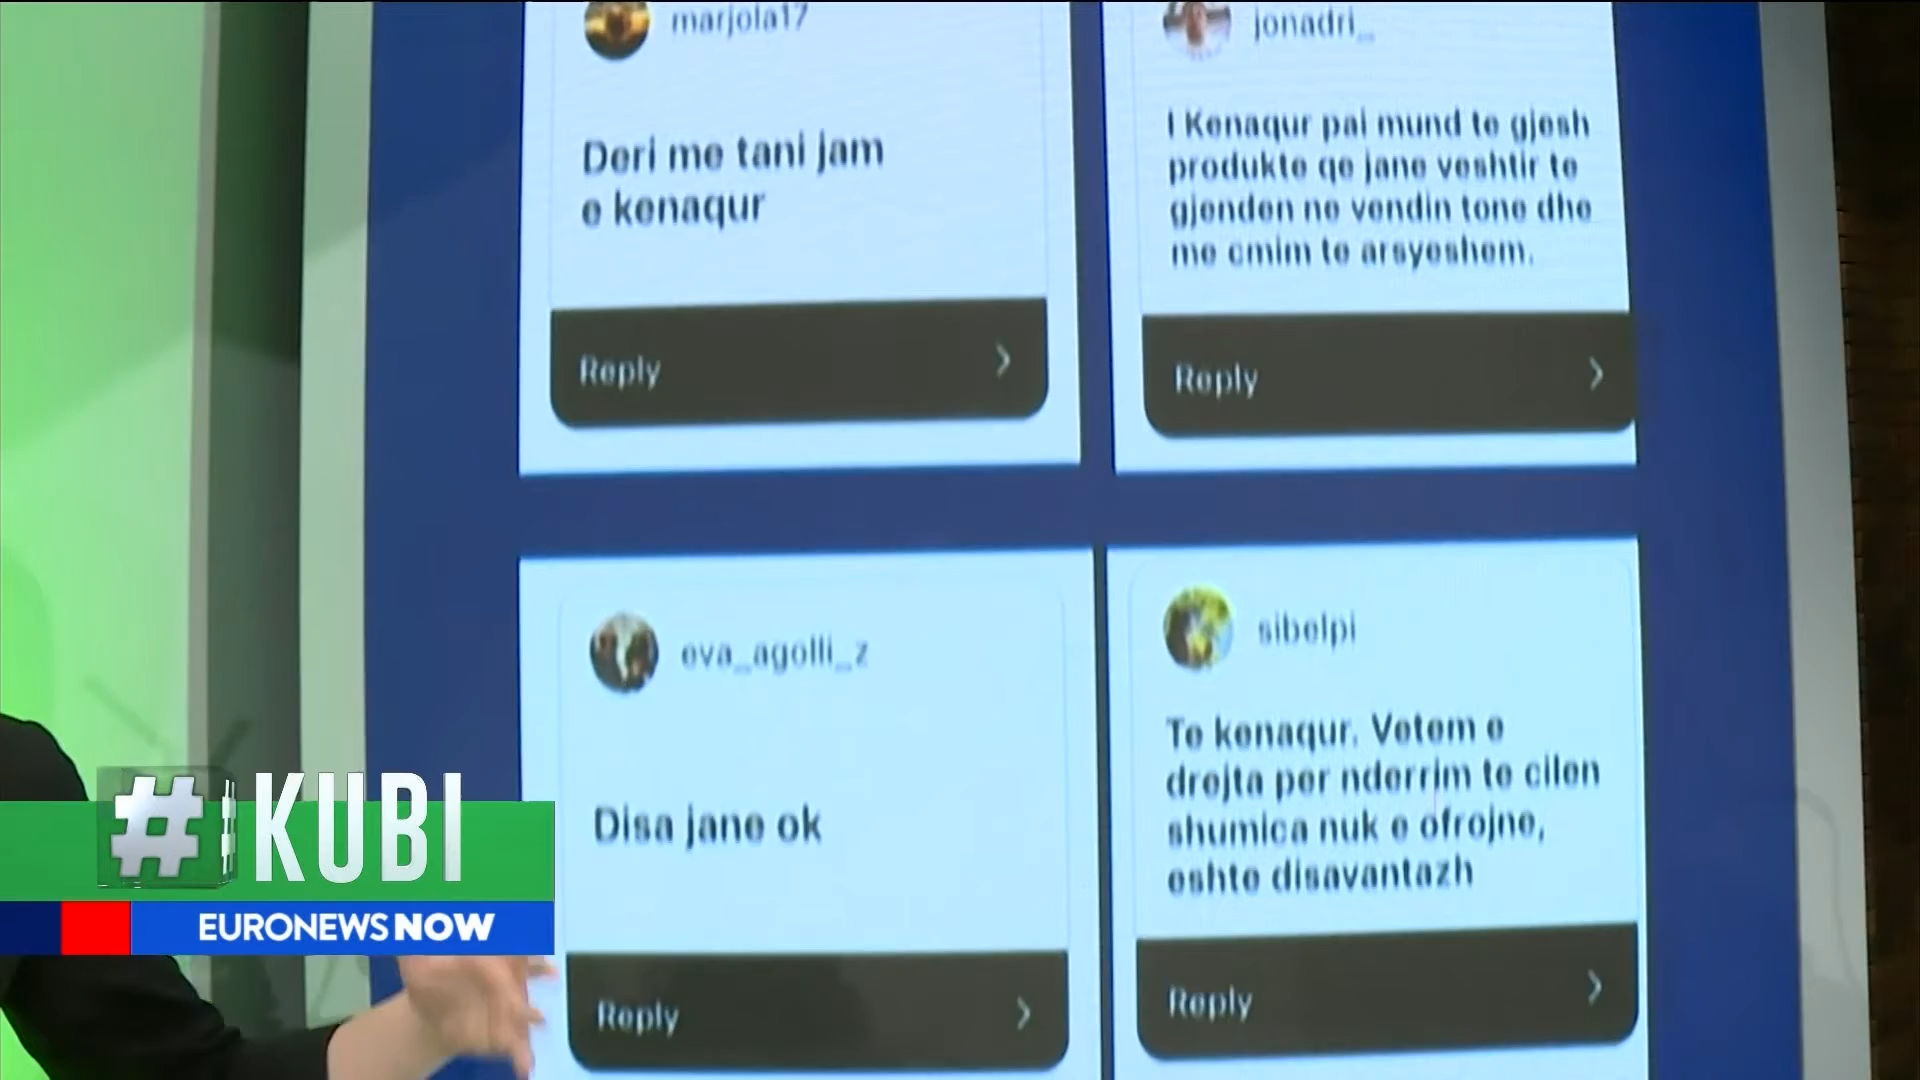 marjola17
Deri me tani jam
e kenaqur
Reply
jonadri_
I Kenaqur pai mund te gjesh
produkte qe jane veshtir te
gjenden ne vendin tone dhe
me cmim te arsyeshem.
Reply
eva_agolli_z
Disa jane ok
Reply
sibelpi
Te kenaqur. Vetem e
drejta per nderrim te cilen
shumica nuk e ofrojne,
eshte disavantazh
Reply
# KUBI
EURONEWS NOW